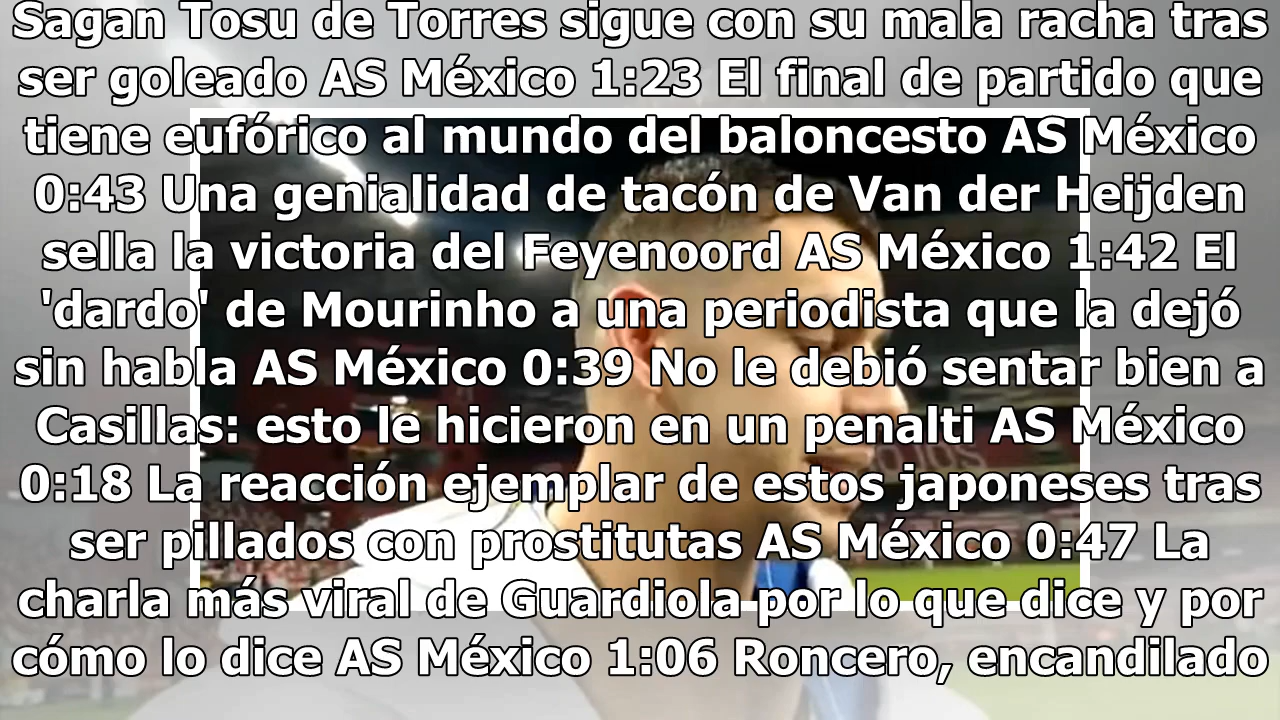 Sagan Tosu de Torres sigue con su mala racha tras
ser goleado AS México 1:23 El final de partido que
tiene eufórico al mundo del baloncesto AS México
0:43 Una genialidad de tacón de Van der Heijden
sella la victoria del Feyenoord AS México 1:42 El
'dardo' de Mourinho a una periodista que la dejó
sin habla AS México 0:39 No le debió sentar bien a
Casillas: esto le hicieron en un penalti AS México
0:18 La reacción ejemplar de estos japoneses tras
ser pillados con prostitutas AS México 0:47 La
charla más viral de Guardiola por lo que dice y por
cómo lo dice AS México 1:06 Roncero, encandilado